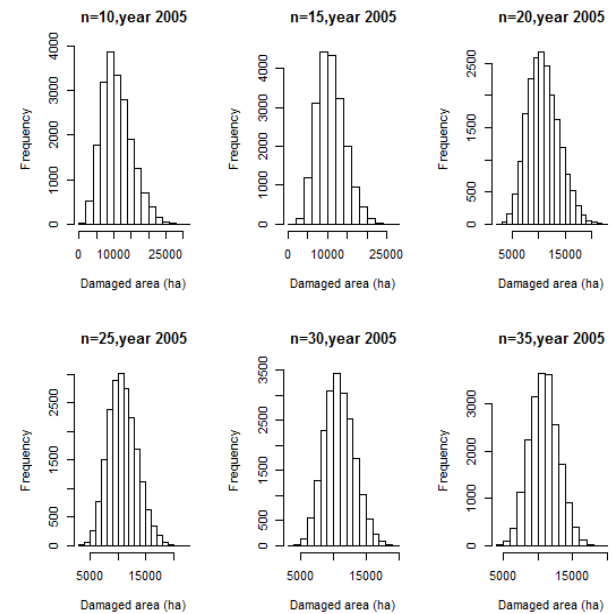 n=10,year 2005
Frequency
0 1000 2000 3000 4000
0 10000 25000
Damaged area (ha)
n=15,year 2005
Frequency
0 1000 2000 3000 4000
0 10000 25000
Damaged area (ha)
n=20,year 2005
Frequency
0 500 1500 2500
5000 15000
Damaged area (ha)
n=25,year 2005
Frequency
0 500 1500 2500
5000 15000
Damaged area (ha)
n=30,year 2005
Frequency
0 500 1500 2500 3500
5000 15000
Damaged area (ha)
n=35,year 2005
Frequency
0 1000 2000 3000
5000 15000
Damaged area (ha)